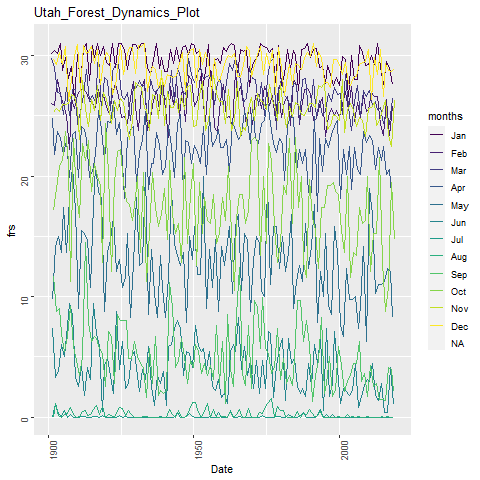 Utah_Forest_Dynamics_Plot
30
20
10
0
frs
1900
1950
2000
Date
months
Jan
Feb
Mar
Apr
May
Jun
Jul
Aug
Sep
Oct
Nov
Dec
NA